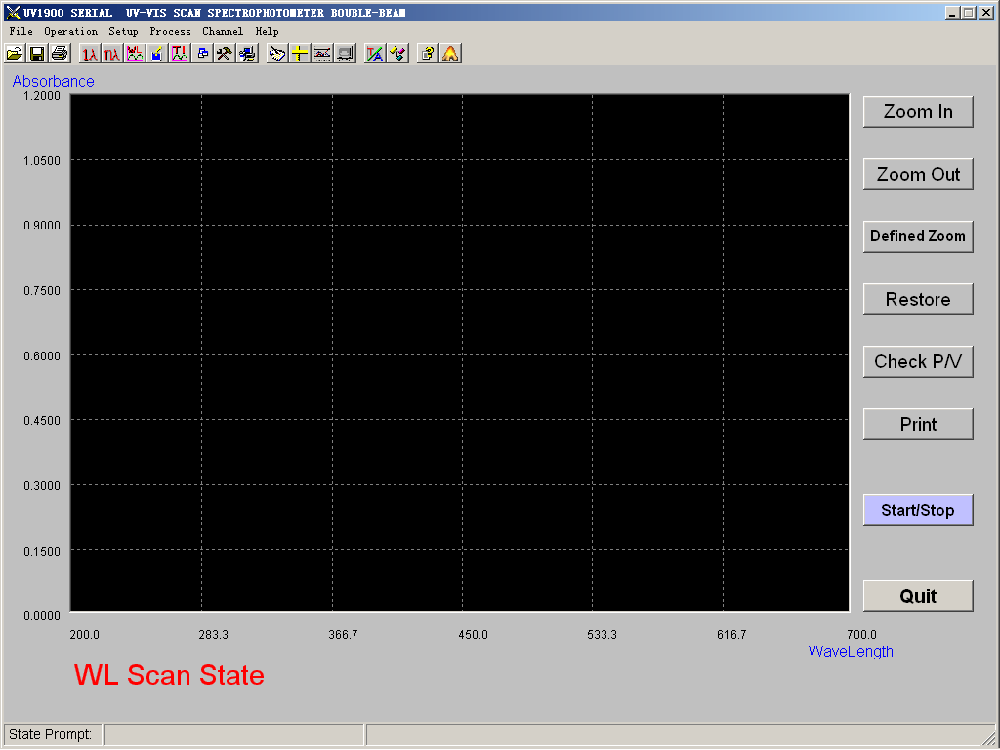 UV1900 SERIAL UV-VIS SCAN SPECTROPHOTOMETER BOUBLE-BEAM
File Operation Setup Process Channel Help
1λ nλ
T/A
Absorbance
1.2000
1.0500
0.9000
0.7500
0.6000
0.4500
0.3000
0.1500
0.0000
200.0 283.3 366.7 450.0 533.3 616.7 700.0
WaveLength
Zoom In
Zoom Out
Defined Zoom
Restore
Check P/V
Print
Start/Stop
Quit
WL Scan State
State Prompt: